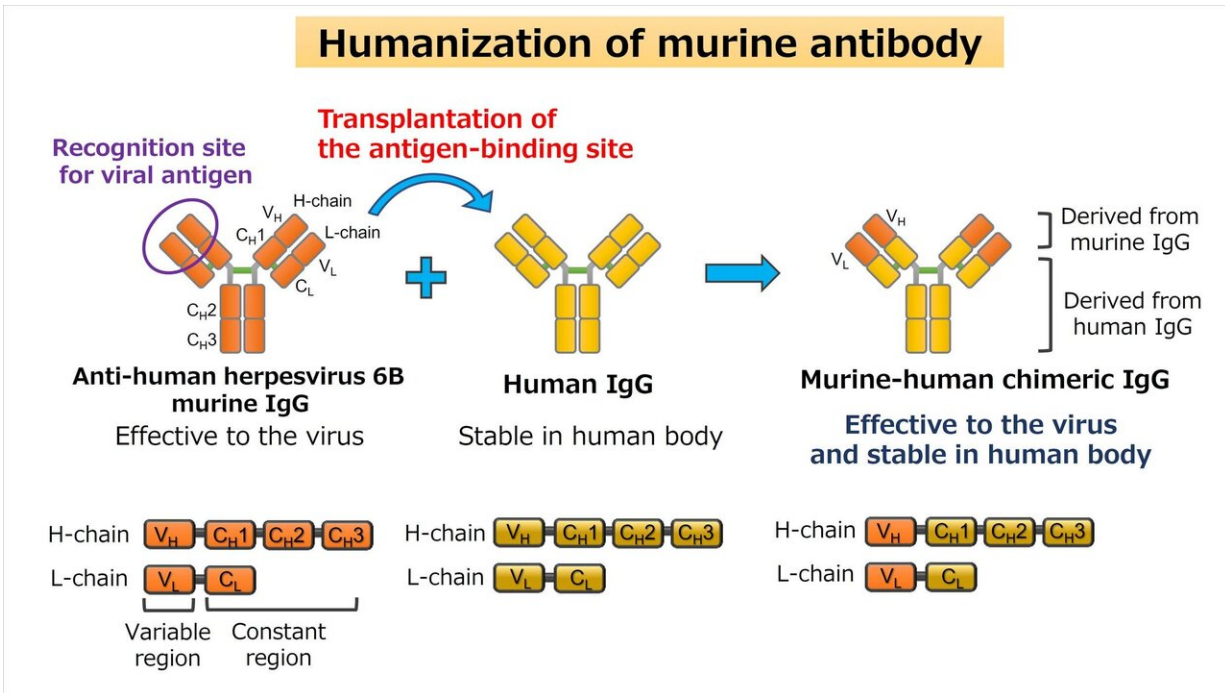 Humanization of murine antibody
Transplantation of
the antigen-binding site
Recognition site
for viral antigen
H-chain
VH
CH1
L-chain
VL
CL
CH2
CH3
VH
VL
Derived from
murine IgG
Derived from
human IgG
Anti-human herpesvirus 6B
murine IgG
Effective to the virus
Human IgG
Stable in human body
Murine-human chimeric IgG
Effective to the virus
and stable in human body
H-chain VH CH1 CH2 CH3
L-chain VL CL
Variable
region
Constant
region
H-chain VH CH1 CH2 CH3
L-chain VL CL
H-chain VH CH1 CH2 CH3
L-chain VL CL